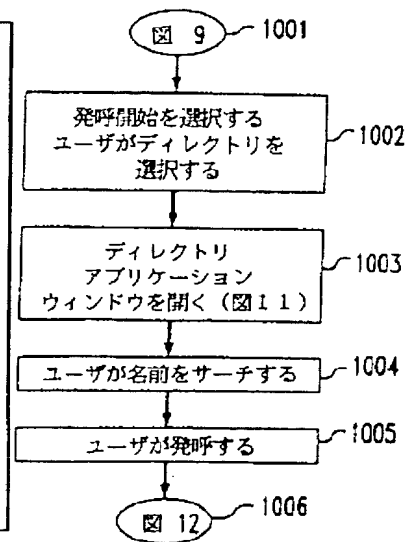 図 9
1001
発呼開始を選択する
ユーザがディレクトリを
選択する
1002
ディレクトリ
アプリケーション
ウィンドウを開く(図11)
1003
ユーザが名前をサーチする
1004
ユーザが発呼する
1005
図 12
1006